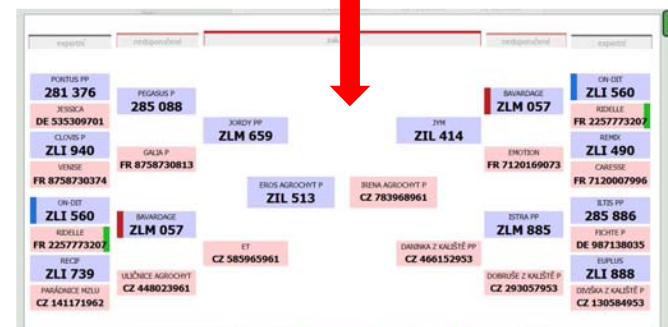 expertní
nedoporučené
zak
nedoporučené
expertní
PONTUS PP
281 376
JESSICA
DE 535309701
CLOVIS P
ZLI 940
VENISE
FR 8758730374
ON-DIT
ZLI 560
RIDELLE
FR 2257773207
RECIF
ZLI 739
PARÁDNICE MZLU
CZ 141171962
PEGASUS P
285 088
GALIA P
FR 8758730813
BAVARDAGE
ZLM 057
ULIČNICE AGROCHYT
CZ 448023961
JORDY PP
ZLM 659
ET
CZ 585965961
EROS AGROCHYT P
ZIL 513
IRENA AGROCHYT P
CZ 783968961
JYM
ZIL 414
DANINKA Z KALIŠTĚ PP
CZ 466152953
BAVARDAGE
ZLM 057
EMOTION
FR 7120169073
ISTRA PP
ZLM 885
DOBRUŠE Z KALIŠTĚ P
CZ 293057953
ON-DIT
ZLI 560
RIDELLE
FR 2257773207
REMIX
ZLI 490
CARESSE
FR 7120007996
ILTIS PP
285 886
FICHTE P
DE 987138035
EUPLUS
ZLI 888
DIVIŠKA Z KALIŠTĚ P
CZ 130584953